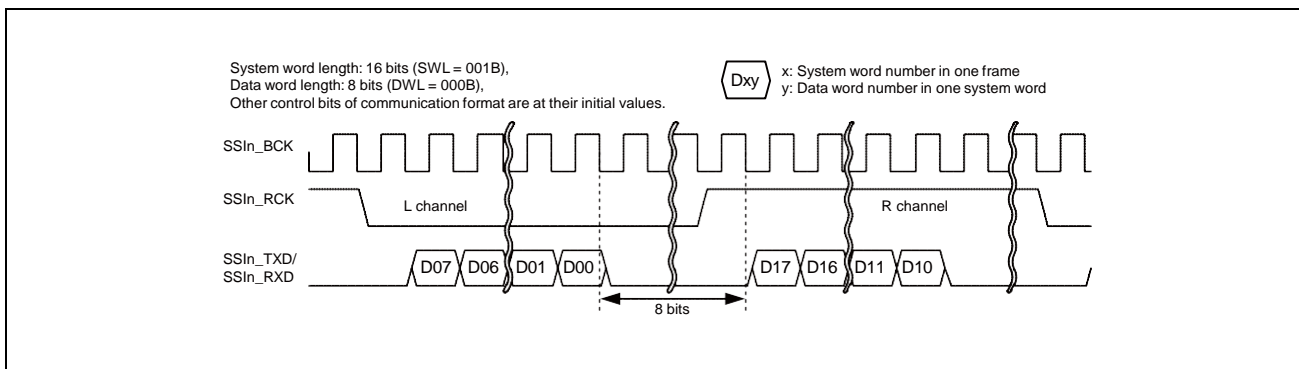 System word length: 16 bits (SWL = 001B),
Data word length: 8 bits (DWL = 000B),
Other control bits of communication format are at their initial values.
Dxy
x: System word number in one frame
y: Data word number in one system word
SSIn_BCK
SSIn_RCK
L channel
R channel
SSIn_TXD/
SSIn_RXD
D07 D06 D01 D00 D17 D16 D11 D10
8 bits